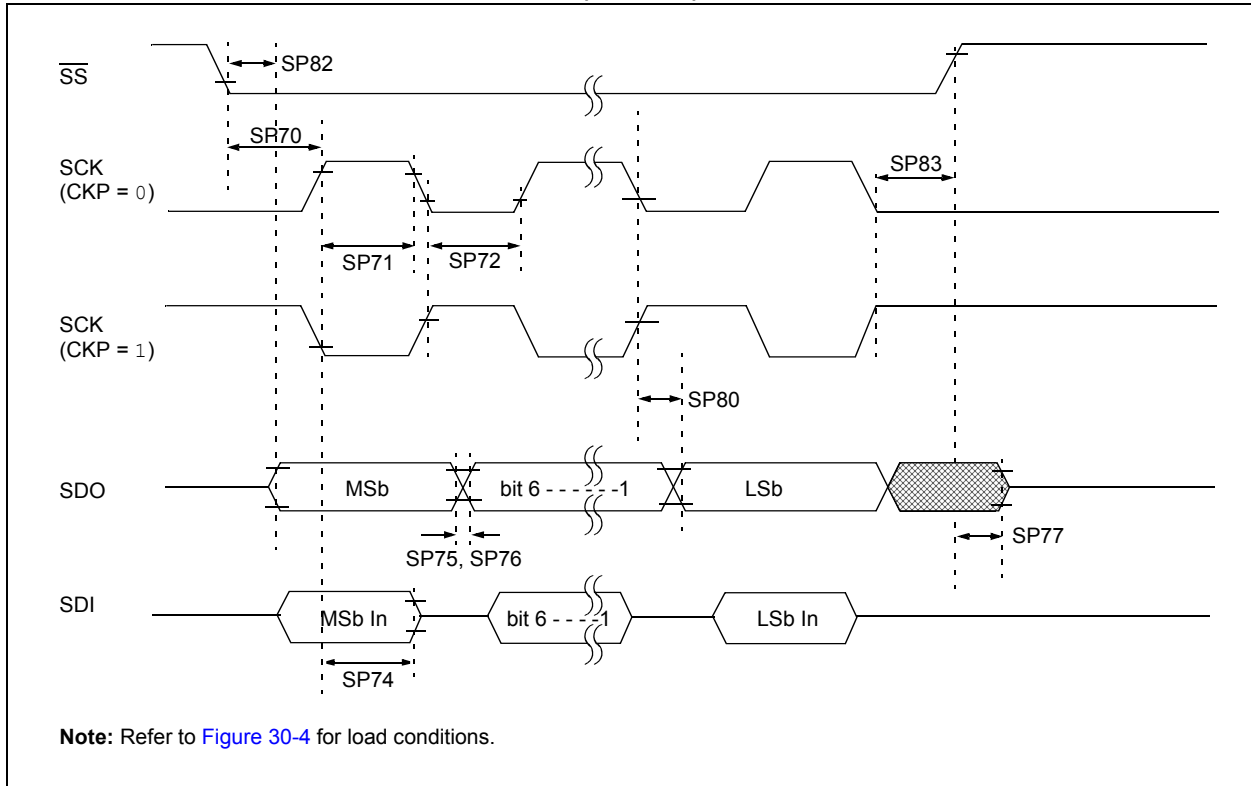 SS
SP82
SP70
SCK
(CKP = 0)
SP83
SP71
SP72
SCK
(CKP = 1)
SP80
SDO
MSb
bit 6 - - - - - -1
LSb
SP77
SP75, SP76
SDI
MSb In
bit 6 - - - -1
LSb In
SP74
Note: Refer to Figure 30-4 for load conditions.